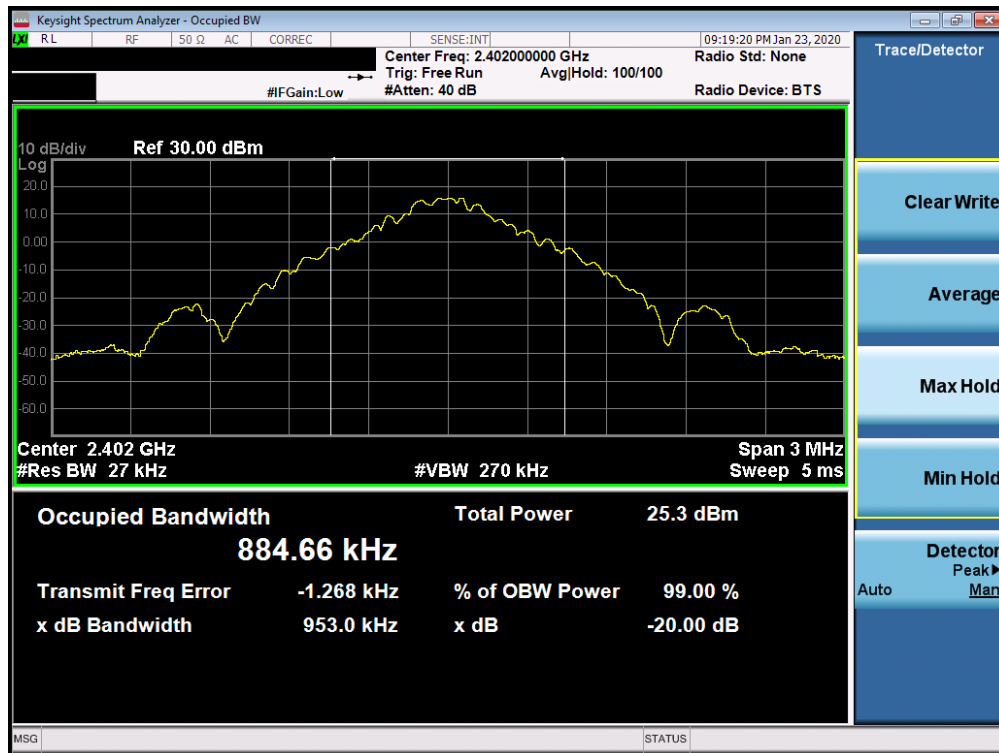 Keysight Spectrum Analyzer - Occupied BW
LXI RL RF 50 Ω AC CORREC SENSE:INT 09:19:20 PM Jan 23, 2020
Center Freq: 2.402000000 GHz Radio Std: None
Trig: Free Run Avg|Hold: 100/100
#IFGain:Low #Atten: 40 dB Radio Device: BTS
10 dB/div Ref 30.00 dBm
Log
20.0
10.0
0.00
-10.0
-20.0
-30.0
-40.0
-50.0
-60.0
Center 2.402 GHz Span 3 MHz
#Res BW 27 kHz #VBW 270 kHz Sweep 5 ms
Occupied Bandwidth Total Power 25.3 dBm
884.66 kHz
Transmit Freq Error -1.268 kHz % of OBW Power 99.00 %
x dB Bandwidth 953.0 kHz x dB -20.00 dB
MSG STATUS
Trace/Detector
Clear Write
Average
Max Hold
Min Hold
Detector
Peak▶
Auto Man